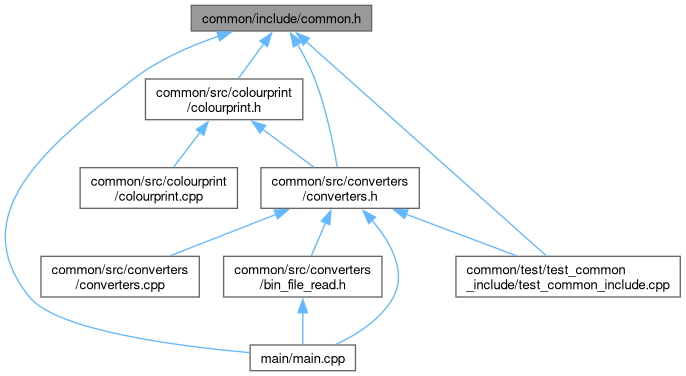 common/include/common.h
common/src/colourprint
/colourprint.h
common/src/colourprint
/colourprint.cpp
common/src/converters
/converters.h
common/src/converters
/converters.cpp
common/src/converters
/bin_file_read.h
common/test/test_common
_include/test_common_include.cpp
main/main.cpp